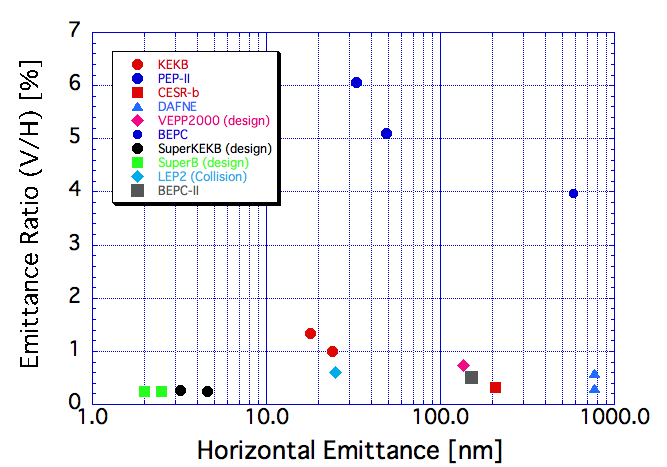 7
6
5
4
3
2
1
0
Emittance Ratio (V/H) [%]
KEKB
PEP-II
CESR-b
DAFNE
VEPP2000 (design)
BEPC
SuperKEKB (design)
SuperB (design)
LEP2 (Collision)
BEPC-II
1.0 10.0 100.0 1000.0
Horizontal Emittance [nm]